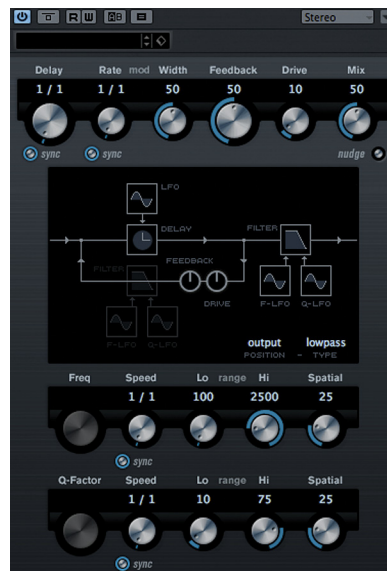 R W AB Stereo
Delay Rate mod Width Feedback Drive Mix
1 / 1 1 / 1 50 50 10 50
sync sync nudge
LFO
DELAY FILTER
FEEDBACK
FILTER
DRIVE F-LFO Q-LFO
F-LFO Q-LFO
output lowpass
POSITION - TYPE
Freq Speed Lo range Hi Spatial
1 / 1 100 2500 25
sync
Q-Factor Speed Lo range Hi Spatial
1 / 1 10 75 25
sync